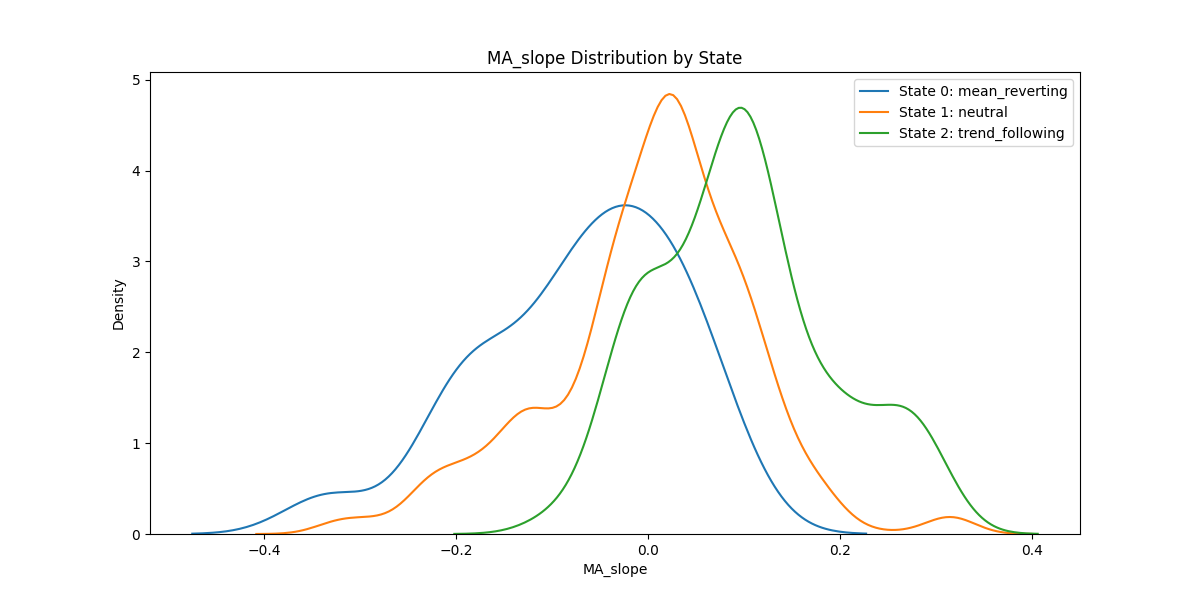 MA_slope Distribution by State
State 0: mean_reverting
State 1: neutral
State 2: trend_following
Density
5
4
3
2
1
0
−0.4
−0.2
0.0
0.2
0.4
MA_slope